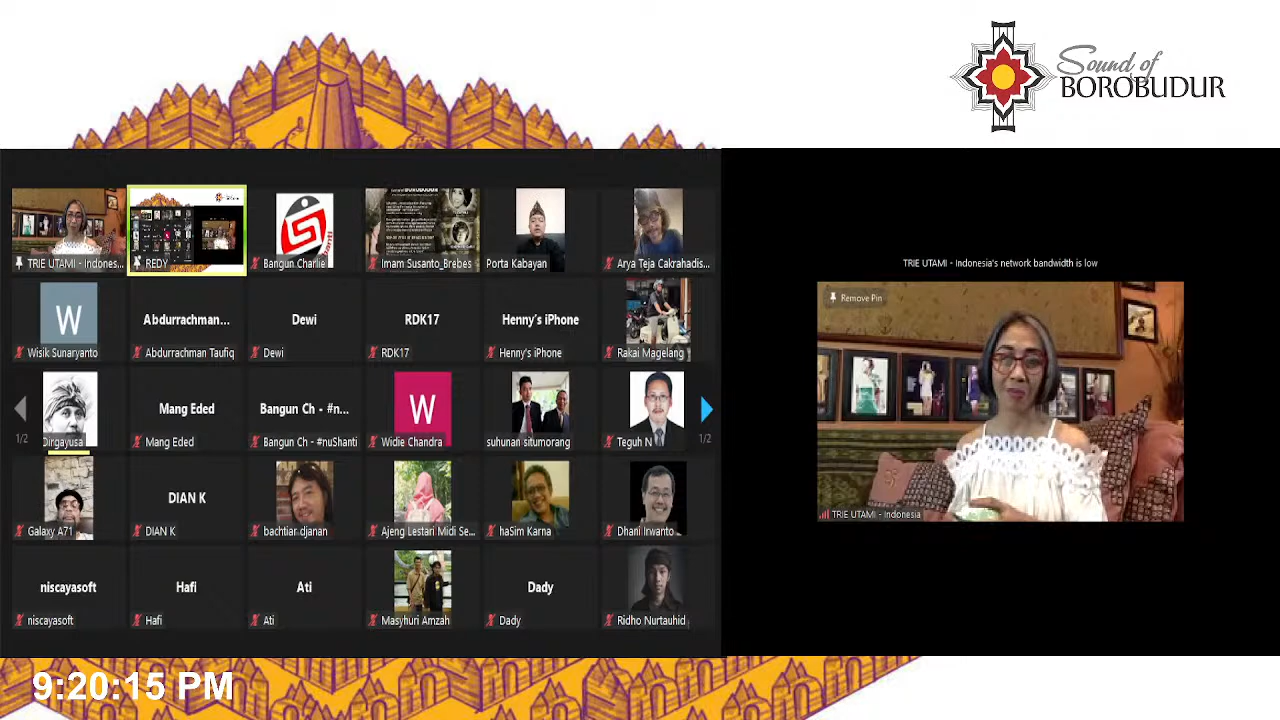 Sound of
BOROBUDUR
TRIE UTAMI - Indones...
REDY
Bangun Charlie
Imam Susanto_Brebes
Porta Kabayan
Arya Teja Cakrahadis...
W
Wisik Sunaryanto
Abdurrachman...
Abdurrachman Taufiq
Dewi
Dewi
RDK17
RDK17
Henny's iPhone
Henny's iPhone
Rakai Magelang
1/2
Dirgayusa
Mang Eded
Mang Eded
Bangun Ch - #n...
Bangun Ch - #nuShanti
W
Widie Chandra
suhunan situmorang
Teguh N
1/2
Galaxy A71
DIAN K
DIAN K
bachtiar djanan
Ajeng Lestari Midi Se...
haSim Karna
Dhani Irwanto
niscayasoft
niscayasoft
Hafi
Hafi
Ati
Ati
Masyhuri Amzah
Dady
Dady
Ridho Nurtauhid
TRIE UTAMI - Indonesia's network bandwidth is low
Remove Pin
TRIE UTAMI - Indonesia
9:20:15 PM